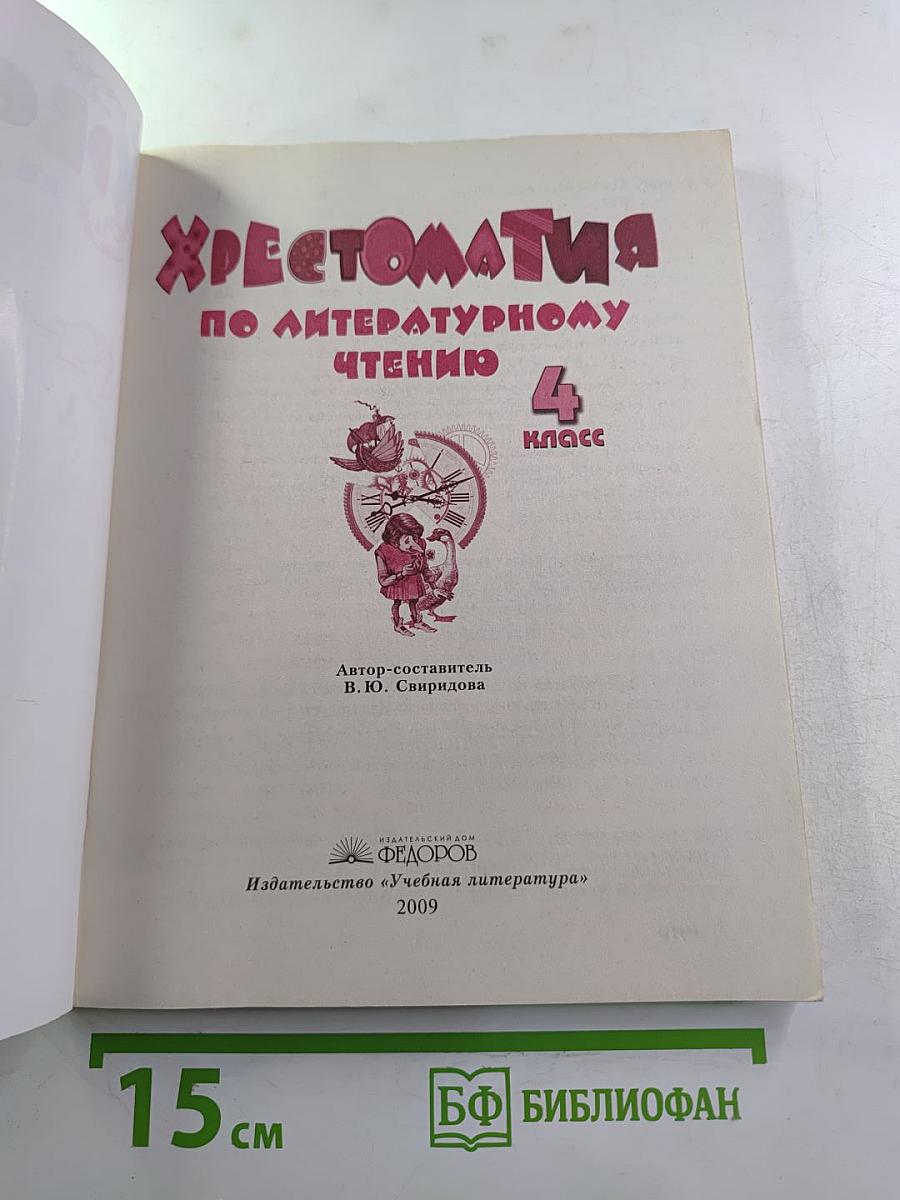 ХРЕСТОМАТИЯ
ПО ЛИТЕРАТУРНОМУ
ЧТЕНИЮ
4
КЛАСС
Автор-составитель
В. Ю. Свиридова
ИЗДАТЕЛЬСКИЙ ДОМ
ФЕДОРОВ
Издательство «Учебная литература»
2009
15 см
БФ БИБЛИОФАН